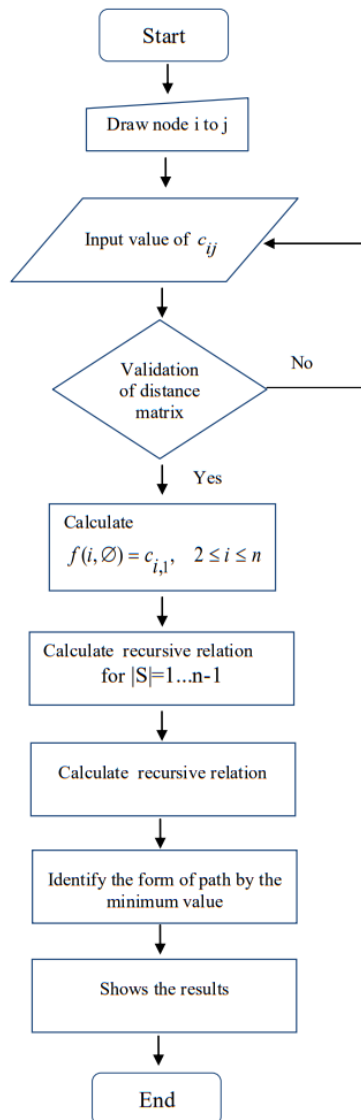 Start
Draw node i to j
Input value of c_ij
Validation
of distance
matrix
No
Yes
Calculate
f(i,∅) = c_i,1, 2 ≤ i ≤ n
Calculate recursive relation
for |S|=1...n-1
Calculate recursive relation
Identify the form of path by the
minimum value
Shows the results
End